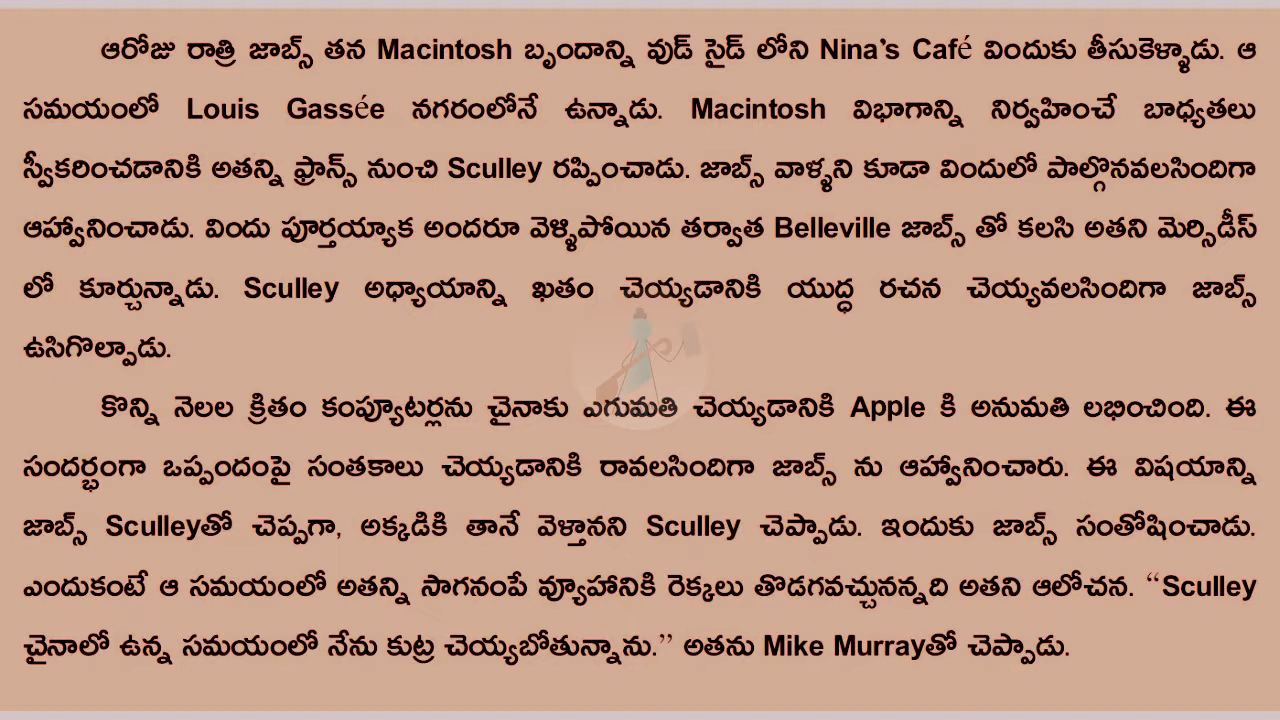 ఆరోజు రాత్రి జాబ్స్ తన Macintosh బృందాన్ని వుడ్ సైడ్ లోని Nina’s Café విందుకు తీసుకెళ్ళాడు. ఆ
సమయంలో Louis Gassée నగరంలోనే ఉన్నాడు. Macintosh విభాగాన్ని నిర్వహించే బాధ్యతలు
స్వీకరించడానికి అతన్ని ఫ్రాన్స్ నుంచి Sculley రప్పించాడు. జాబ్స్ వాళ్ళని కూడా విందులో పాల్గొనవలసిందిగా
ఆహ్వానించాడు. విందు పూర్తయ్యాక అందరూ వెళ్ళిపోయిన తర్వాత Belleville జాబ్స్ తో కలసి అతని మెర్సిడీస్
లో కూర్చున్నాడు. Sculley అధ్యాయాన్ని ఖతం చెయ్యడానికి యుద్ధ రచన చెయ్యవలసిందిగా జాబ్స్
ఉసిగొల్పాడు.
కొన్ని నెలల క్రితం కంప్యూటర్లను చైనాకు ఎగుమతి చెయ్యడానికి Apple కి అనుమతి లభించింది. ఈ
సందర్భంగా ఒప్పందంపై సంతకాలు చెయ్యడానికి రావలసిందిగా జాబ్స్ ను ఆహ్వానించారు. ఈ విషయాన్ని
జాబ్స్ Sculleyతో చెప్పగా, అక్కడికి తానే వెళ్తానని Sculley చెప్పాడు. ఇందుకు జాబ్స్ సంతోషించాడు.
ఎందుకంటే ఆ సమయంలో అతన్ని సాగనంపే వ్యూహానికి రెక్కలు తొడగవచ్చునన్నది అతని ఆలోచన. “Sculley
చైనాలో ఉన్న సమయంలో నేను కుట్ర చెయ్యబోతున్నాను.” అతను Mike Murrayతో చెప్పాడు.